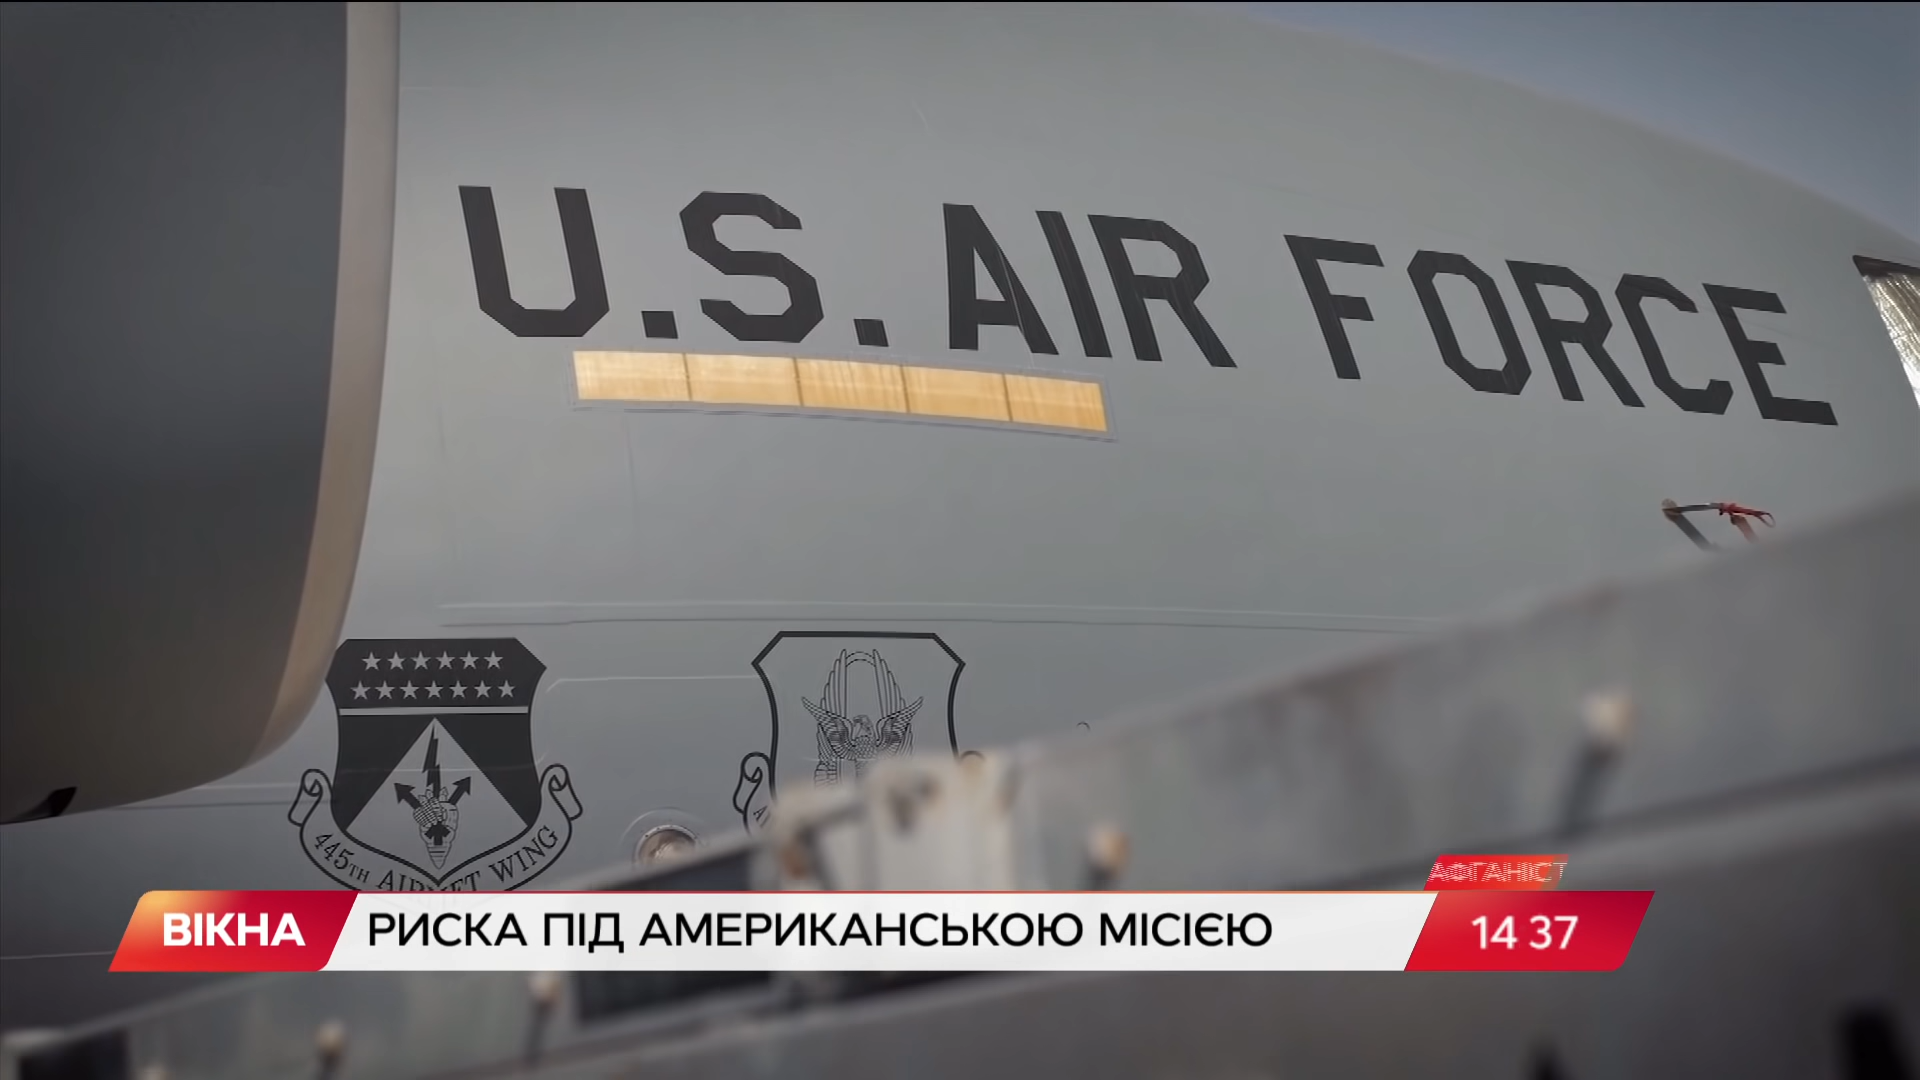 U.S. AIR FORCE
445TH AIRLIFT WING
АФГАНІСТ
ВІКНА
РИСКА ПІД АМЕРИКАНСЬКОЮ МІСІЄЮ
14 37